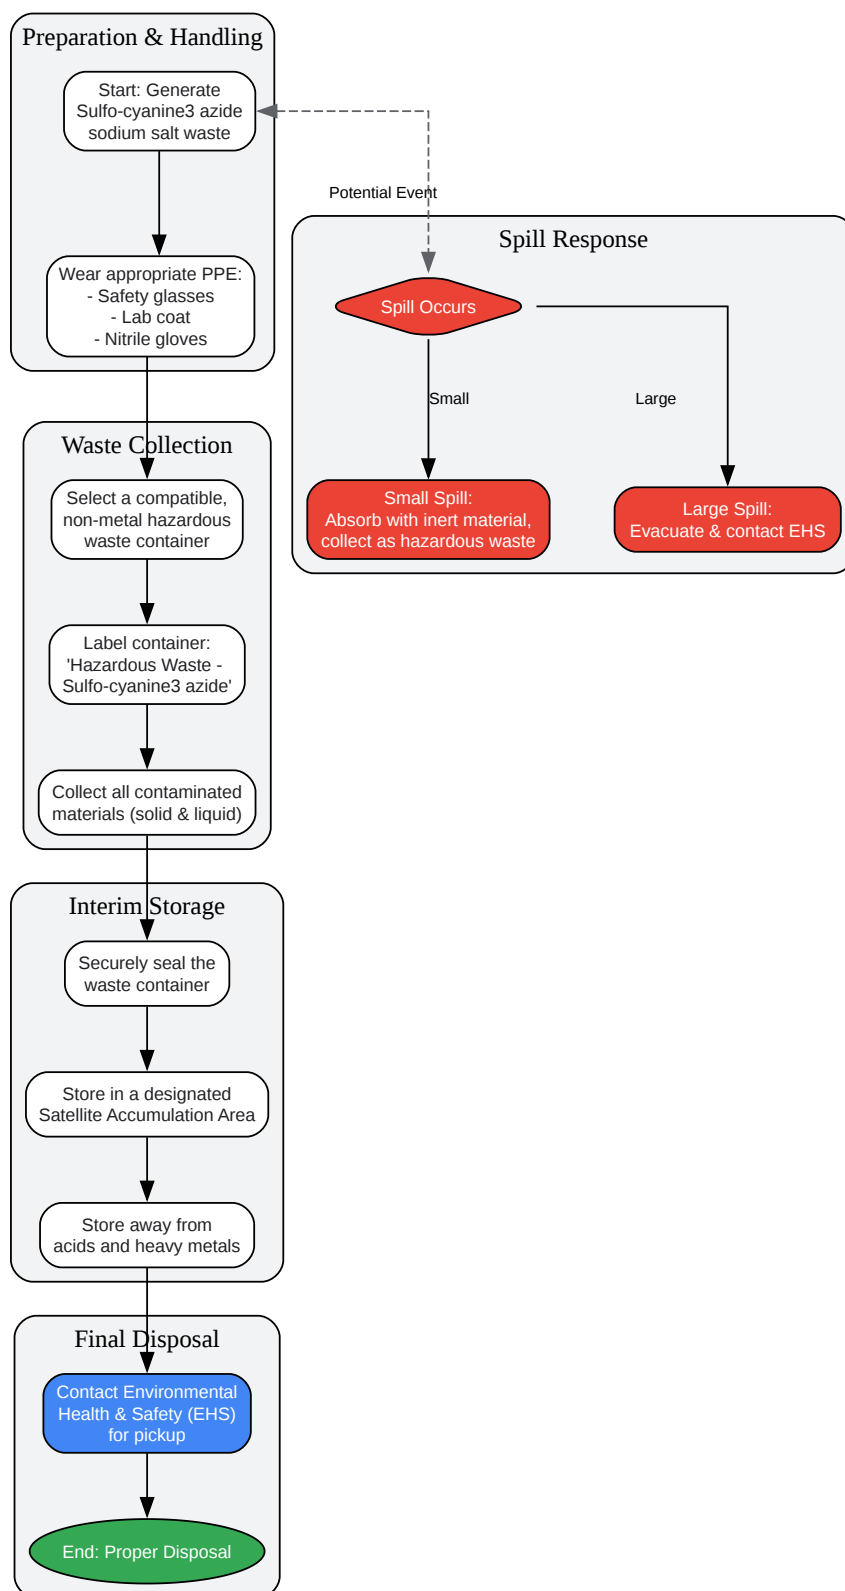 Preparation & Handling
Start: Generate
Sulfo-cyanine3 azide
sodium salt waste
Wear appropriate PPE:
- Safety glasses
- Lab coat
- Nitrile gloves
Potential Event
Spill Response
Spill Occurs
Small
Large
Small Spill:
Absorb with inert material,
collect as hazardous waste
Large Spill:
Evacuate & contact EHS
Waste Collection
Select a compatible,
non-metal hazardous
waste container
Label container:
'Hazardous Waste -
Sulfo-cyanine3 azide'
Collect all contaminated
materials (solid & liquid)
Interim Storage
Securely seal the
waste container
Store in a designated
Satellite Accumulation Area
Store away from
acids and heavy metals
Final Disposal
Contact Environmental
Health & Safety (EHS)
for pickup
End: Proper Disposal